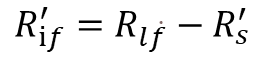 R′_{if} = R_{lf} − R′_s